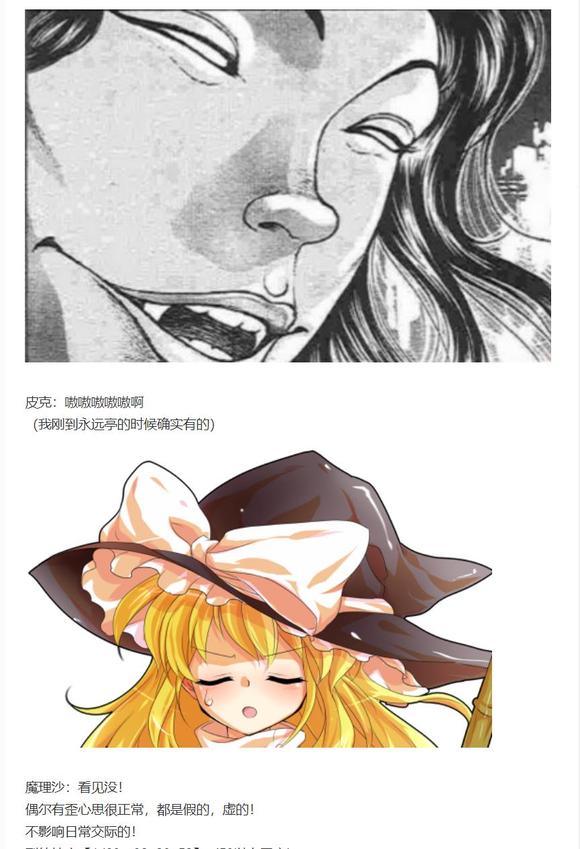 皮克：嗷嗷嗷嗷嗷啊
（我刚到永远亭的时候确实有的）
魔理沙：看见没！
偶尔有歪心思很正常，都是假的，虚的！
不影响日常交际的！